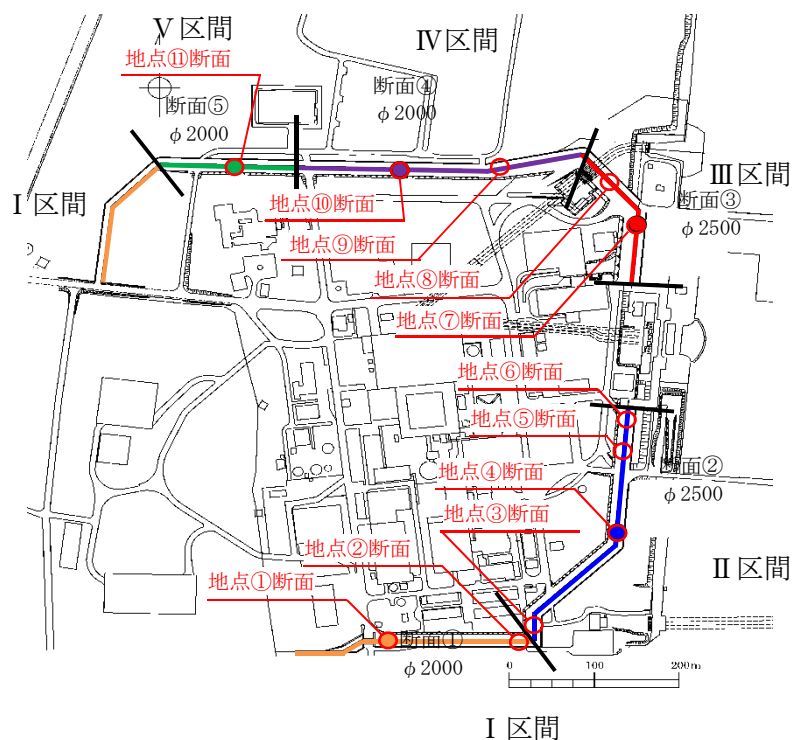 Ⅴ区間
Ⅳ区間
地点⑪断面
断面④
φ2000
断面⑤
φ2000
Ⅲ区間
断面③
φ2500
Ⅰ区間
地点⑩断面
地点⑨断面
地点⑧断面
地点⑦断面
地点⑥断面
地点⑤断面
地点④断面
断面②
φ2500
地点③断面
地点②断面
Ⅱ区間
地点①断面
断面①
φ2000
0 100 200m
Ⅰ区間